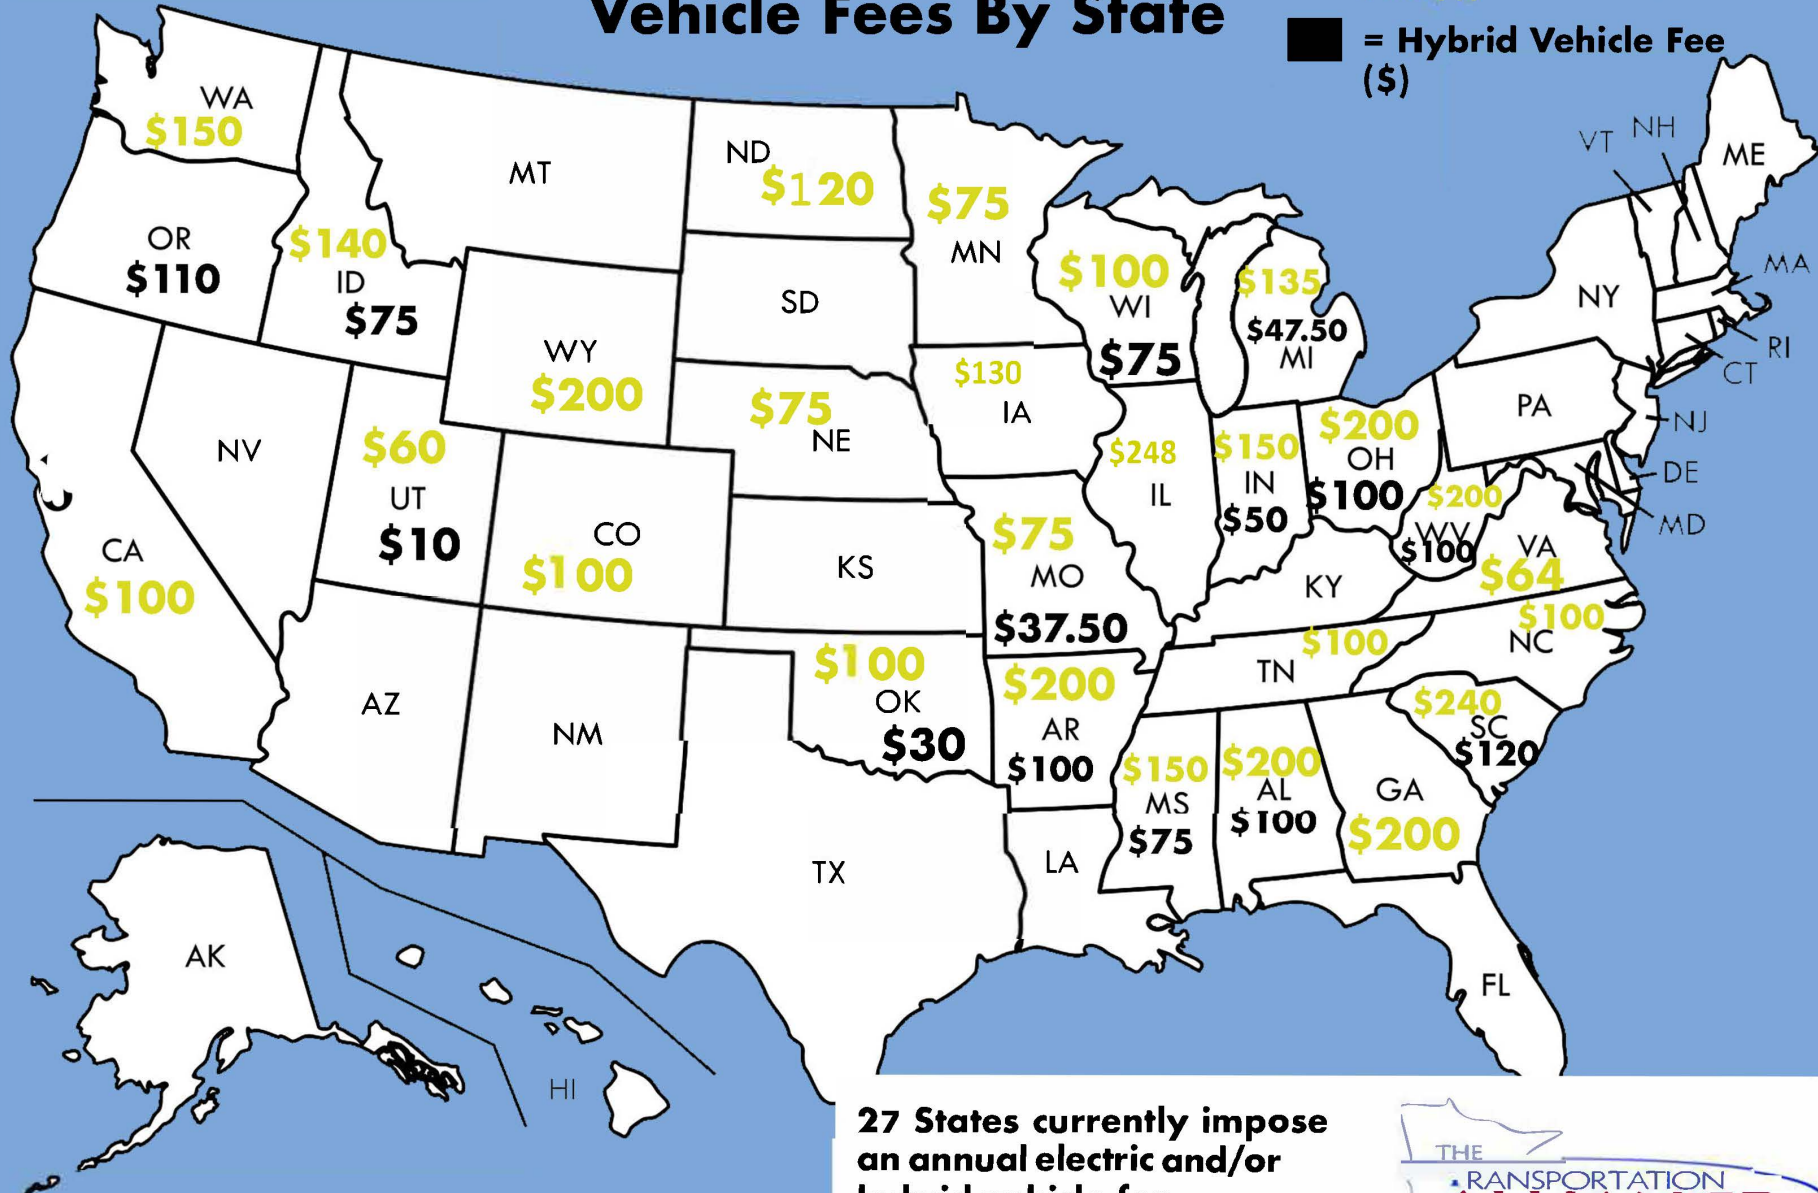 Vehicle Fees By State
= Hybrid Vehicle Fee
($)
WA
$150
OR
$110
$140
ID
$75
MT
ND
$120
$75
MN
SD
WY
$200
$75
NE
$130
IA
$100
WI
$75
$135
$47.50
MI
NV
$60
UT
$10
CO
$100
KS
CA
$100
$75
MO
$37.50
$248
IL
$150
IN
$50
$200
OH
$100
$200
WV
$100
VA
$64
KY
$100
NC
$100
TN
$240
SC
$120
AZ
NM
$100
OK
$30
$200
AR
$100
$150
MS
$75
$200
AL
$100
GA
$200
TX
LA
FL
AK
HI
VT
NH
ME
NY
MA
RI
CT
PA
NJ
DE
MD
27 States currently impose
an annual electric and/or
THE
TRANSPORTATION